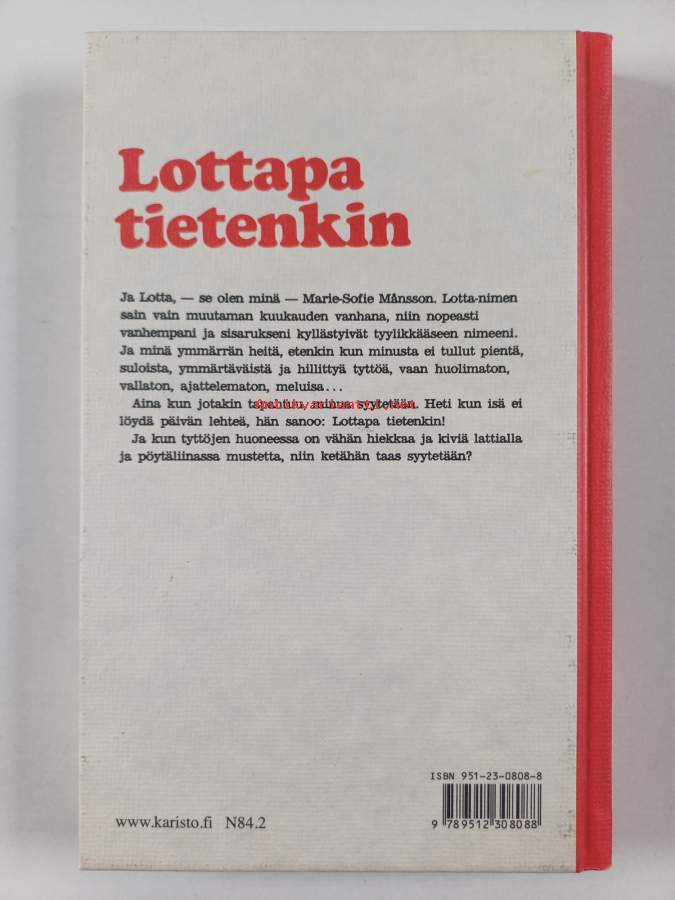 Lottapa
tietenkin
Ja Lotta, — se olen minä — Marie-Sofie Månsson. Lotta-nimen
sain vain muutaman kuukauden vanhana, niin nopeasti
vanhempani ja sisarukseni kyllästyivät tyylikkääseen nimeeni.
Ja minä ymmärrän heitä, etenkin kun minusta ei tullut pientä,
suloista, ymmärtäväistä ja hillittyä tyttöä, vaan huolimaton,
vallaton, ajattelematon, meluisa...
Aina kun jotakin tapahtuu, minua syytetään. Heti kun isä ei
löydä päivän lehteä, hän sanoo: Lottapa tietenkin!
Ja kun tyttöjen huoneessa on vähän hiekkaa ja kiviä lattialla
ja pöytäliinassa mustetta, niin ketähän taas syytetään?
ISBN 951-23-0808-8
www.karisto.fi N84.2
9 789512 308088